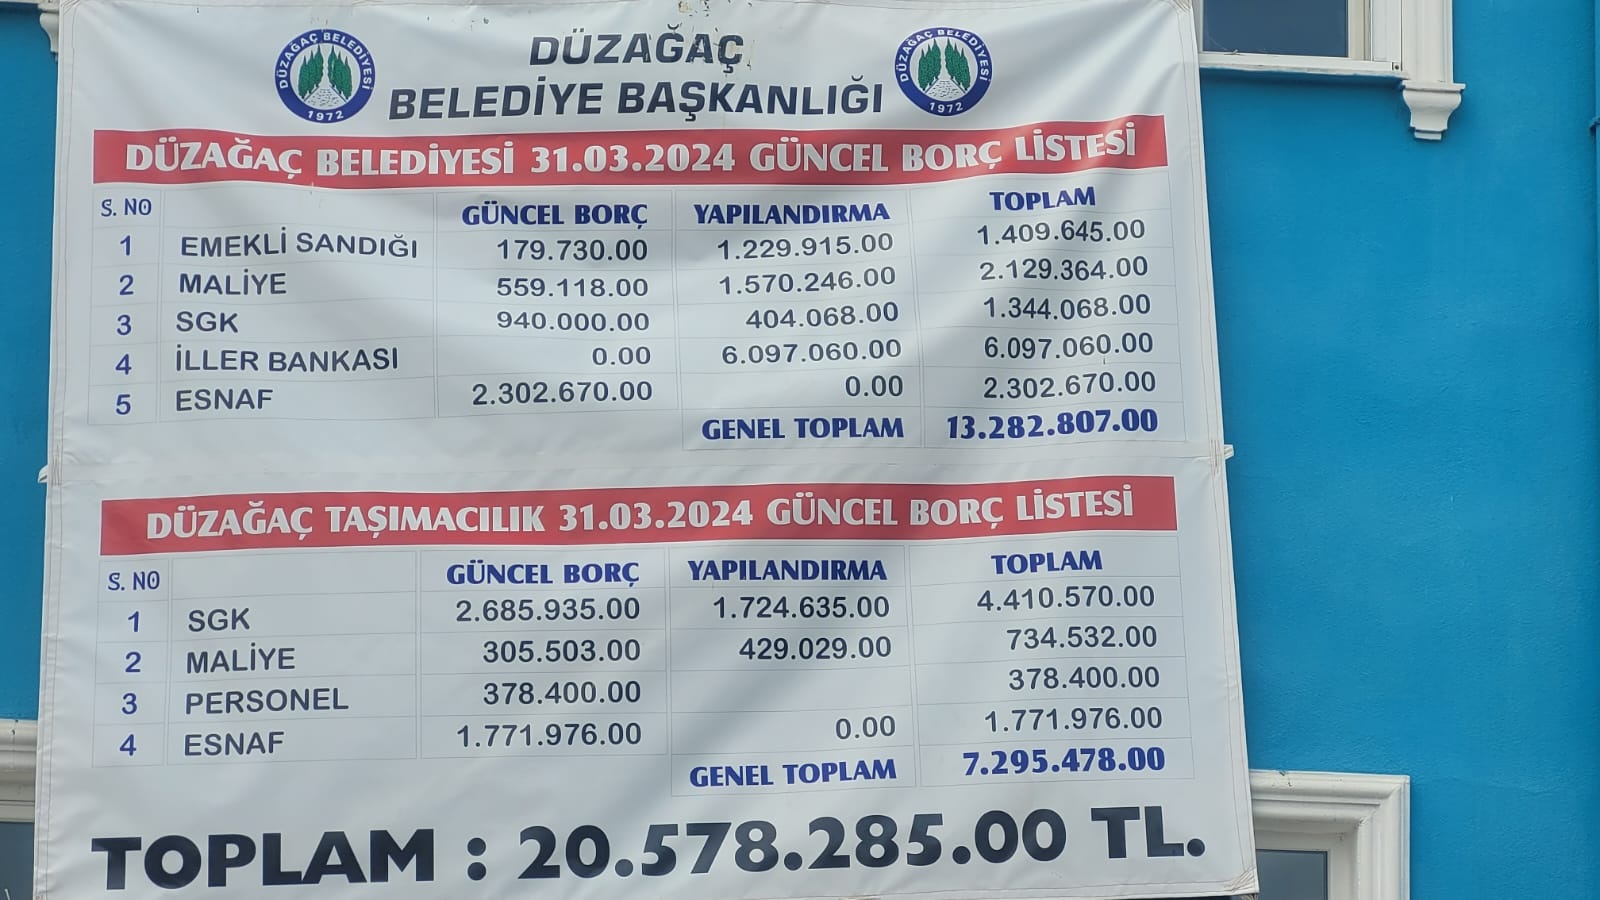 DÜZAĞAÇ BELEDİYESİ
1972
DÜZAĞAÇ
BELEDİYE BAŞKANLIĞI
DÜZAĞAÇ BELEDİYESİ
1972
DÜZAĞAÇ BELEDİYESİ 31.03.2024 GÜNCEL BORÇ LİSTESİ
S. NO GÜNCEL BORÇ YAPILANDIRMA TOPLAM
1 EMEKLİ SANDIĞI 179.730.00 1.229.915.00 1.409.645.00
2 MALİYE 559.118.00 1.570.246.00 2.129.364.00
3 SGK 940.000.00 404.068.00 1.344.068.00
4 İLLER BANKASI 0.00 6.097.060.00 6.097.060.00
5 ESNAF 2.302.670.00 0.00 2.302.670.00
GENEL TOPLAM 13.282.807.00
DÜZAĞAÇ TAŞIMACILIK 31.03.2024 GÜNCEL BORÇ LİSTESİ
S. NO GÜNCEL BORÇ YAPILANDIRMA TOPLAM
1 SGK 2.685.935.00 1.724.635.00 4.410.570.00
2 MALİYE 305.503.00 429.029.00 734.532.00
3 PERSONEL 378.400.00 378.400.00
4 ESNAF 1.771.976.00 0.00 1.771.976.00
GENEL TOPLAM 7.295.478.00
TOPLAM : 20.578.285.00 TL.